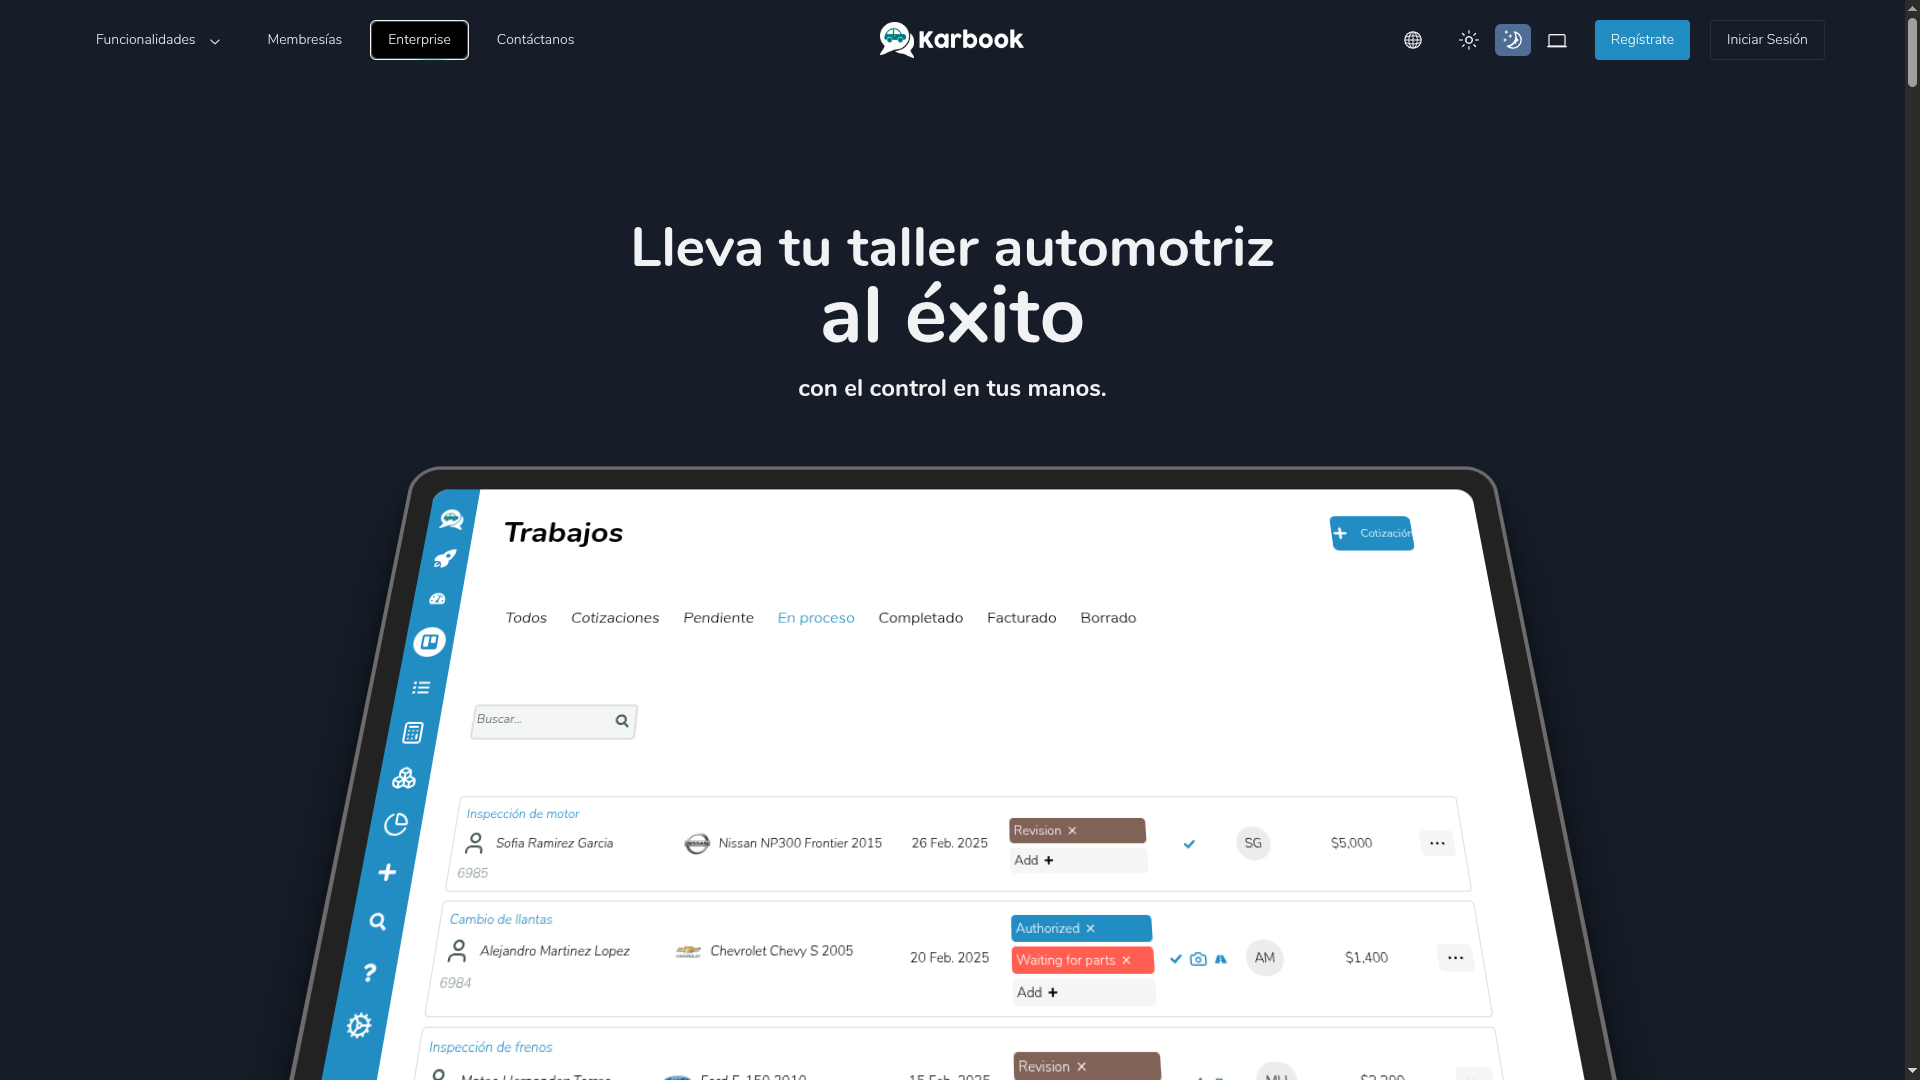 Funcionalidades
Membresías
Enterprise
Contáctanos
Karbook
Regístrate
Iniciar Sesión
Lleva tu taller automotriz
al éxito
con el control en tus manos.
Trabajos
Cotización
Todos Cotizaciones Pendiente En proceso Completado Facturado Borrado
Buscar...
Inspección de motor
Sofia Ramirez Garcia
Nissan NP300 Frontier 2015
26 Feb. 2025
Revision ×
Add +
SG
$5,000
6985
Cambio de llantas
Alejandro Martinez Lopez
Chevrolet Chevy S 2005
20 Feb. 2025
Authorized ×
Waiting for parts ×
Add +
AM
$1,400
6984
Inspección de frenos
Revision ×
Ford F-150 2010
15 Feb. 2025